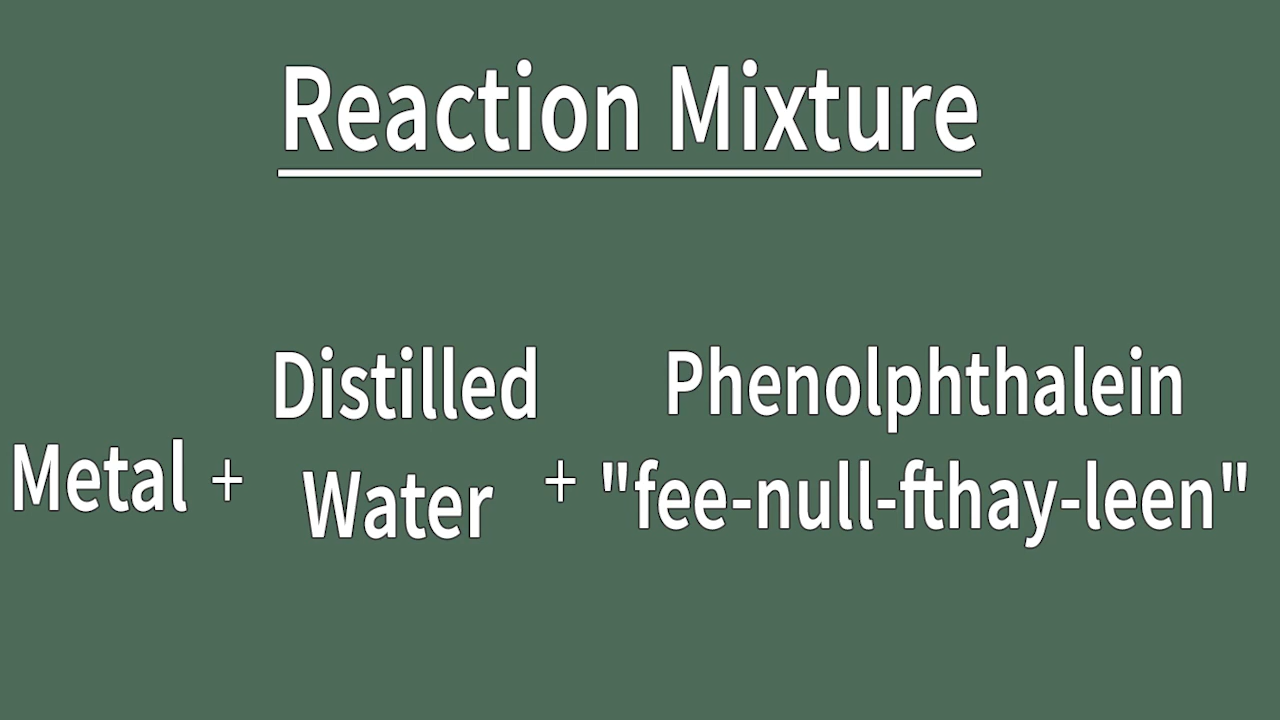 Reaction Mixture
Distilled
Phenolphthalein
Metal + Water + "fee-null-fthay-leen"